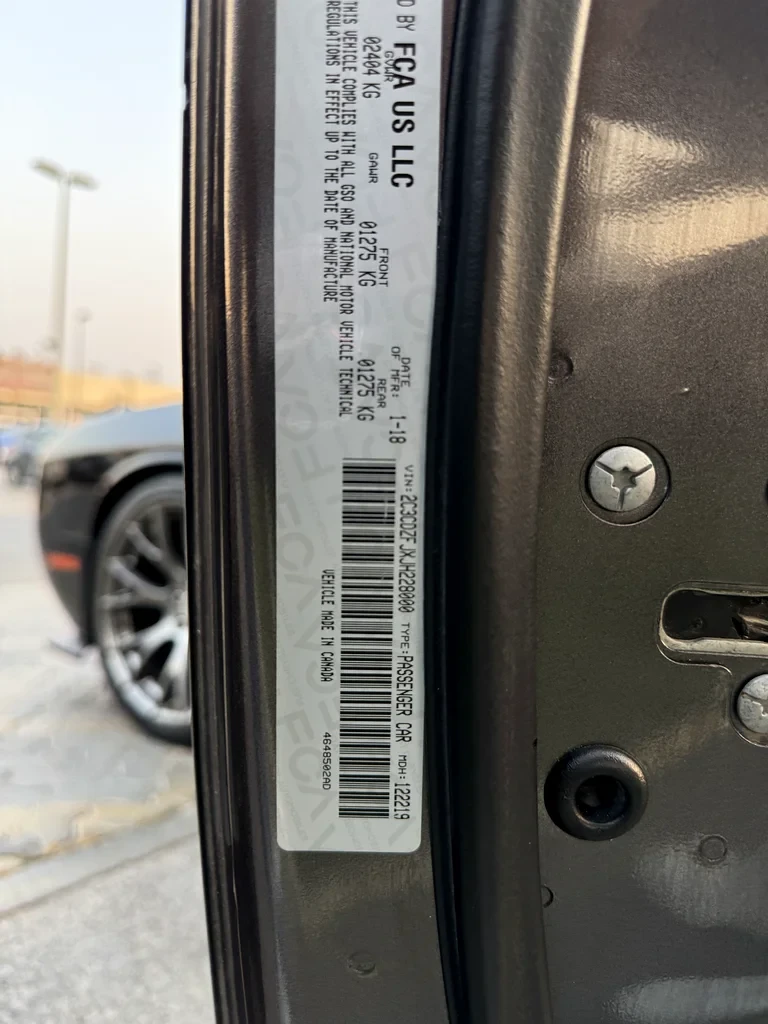 D BY FCA US LLC
DATE
OF MFR: 1-18
VIN: 2C3CDZFJXJH228000 TYPE: PASSENGER CAR MDH: 122219
GVWR
02404 KG
GAWR
FRONT
01275 KG
REAR
01275 KG
THIS VEHICLE COMPLIES WITH ALL GSO AND NATIONAL MOTOR VEHICLE TECHNICAL
REGULATIONS IN EFFECT UP TO THE DATE OF MANUFACTURE
VEHICLE MADE IN CANADA
4648502AD